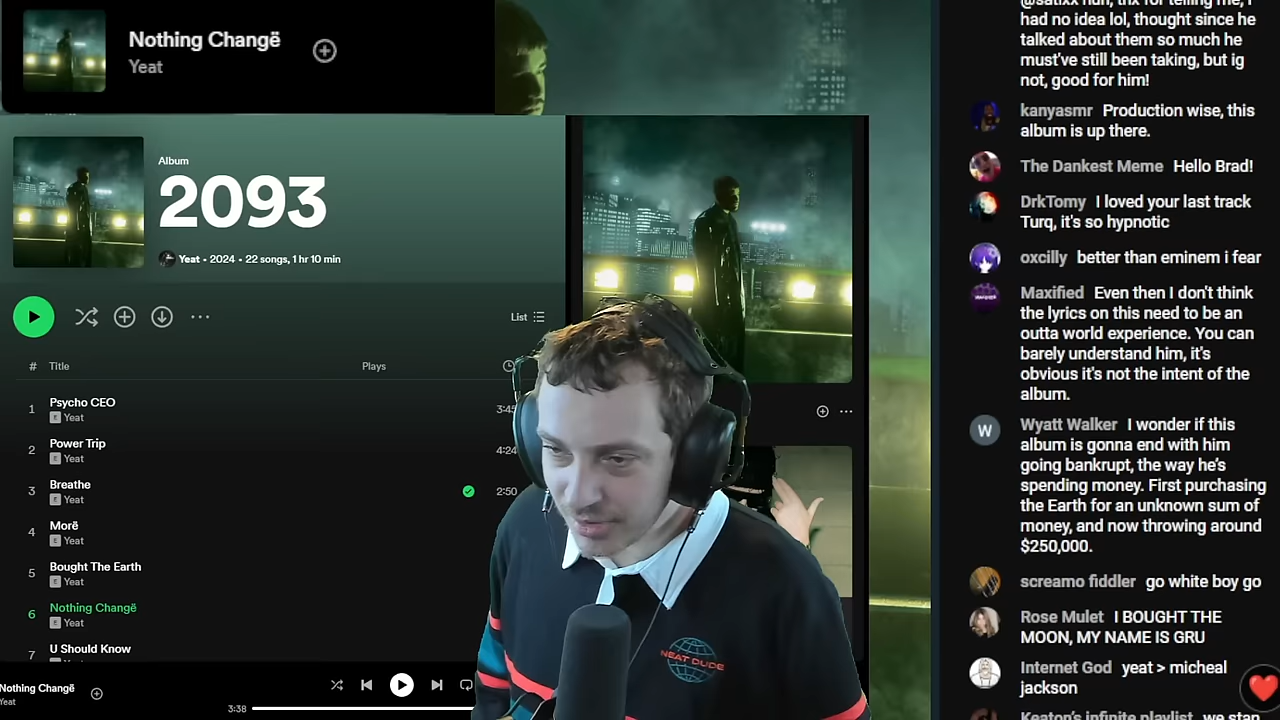 Nothing Changë
Yeat
Album
2093
Yeat • 2024 • 22 songs, 1 hr 10 min
List
# Title Plays
1 Psycho CEO 3:45
E Yeat
2 Power Trip 4:24
E Yeat
3 Breathe 2:50
E Yeat
4 Morë
E Yeat
5 Bought The Earth
E Yeat
6 Nothing Changë
E Yeat
7 U Should Know
Nothing Changë
Yeat
3:38
NEAT DUDE
@satixx huh, thx for telling me, I
had no idea lol, thought since he
talked about them so much he
must've still been taking, but ig
not, good for him!
kanyasmr Production wise, this
album is up there.
The Dankest Meme Hello Brad!
DrkTomy I loved your last track
Turq, it's so hypnotic
oxcilly better than eminem i fear
Maxified Even then I don't think
the lyrics on this need to be an
outta world experience. You can
barely understand him, it's
obvious it's not the intent of the
album.
W
Wyatt Walker I wonder if this
album is gonna end with him
going bankrupt, the way he's
spending money. First purchasing
the Earth for an unknown sum of
money, and now throwing around
$250,000.
screamo fiddler go white boy go
Rose Mulet I BOUGHT THE
MOON, MY NAME IS GRU
Internet God yeat > micheal
jackson
Keaton's infinite playlist we stan